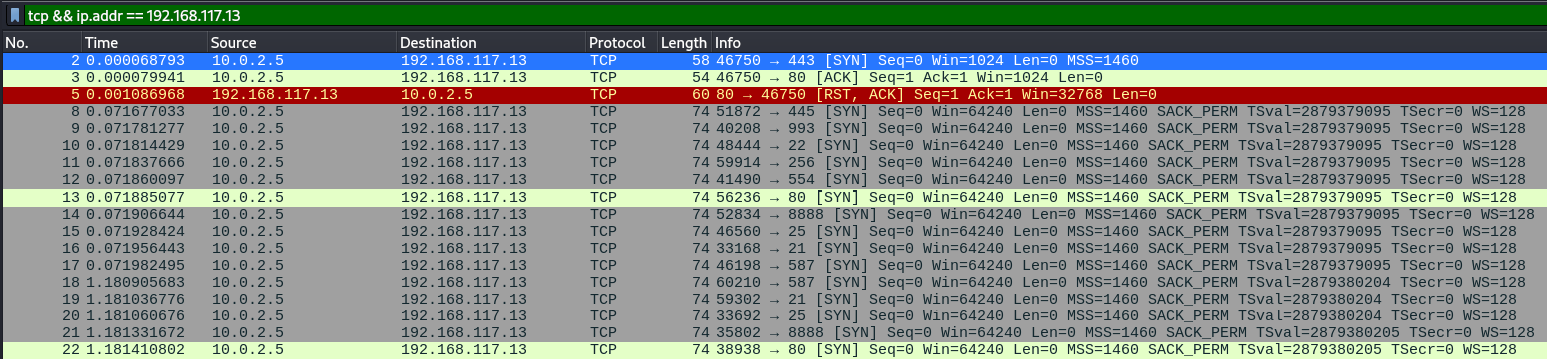 tcp && ip.addr == 192.168.117.13
No. Time Source Destination Protocol Length Info
2 0.000068793 10.0.2.5 192.168.117.13 TCP 58 46750 → 443 [SYN] Seq=0 Win=1024 Len=0 MSS=1460
3 0.000079941 10.0.2.5 192.168.117.13 TCP 54 46750 → 80 [ACK] Seq=1 Ack=1 Win=1024 Len=0
5 0.001086968 192.168.117.13 10.0.2.5 TCP 60 80 → 46750 [RST, ACK] Seq=1 Ack=1 Win=32768 Len=0
8 0.071677033 10.0.2.5 192.168.117.13 TCP 74 51872 → 445 [SYN] Seq=0 Win=64240 Len=0 MSS=1460 SACK_PERM TSval=2879379095 TSecr=0 WS=128
9 0.071781277 10.0.2.5 192.168.117.13 TCP 74 40208 → 993 [SYN] Seq=0 Win=64240 Len=0 MSS=1460 SACK_PERM TSval=2879379095 TSecr=0 WS=128
10 0.071814429 10.0.2.5 192.168.117.13 TCP 74 48444 → 22 [SYN] Seq=0 Win=64240 Len=0 MSS=1460 SACK_PERM TSval=2879379095 TSecr=0 WS=128
11 0.071837666 10.0.2.5 192.168.117.13 TCP 74 59914 → 256 [SYN] Seq=0 Win=64240 Len=0 MSS=1460 SACK_PERM TSval=2879379095 TSecr=0 WS=128
12 0.071860097 10.0.2.5 192.168.117.13 TCP 74 41490 → 554 [SYN] Seq=0 Win=64240 Len=0 MSS=1460 SACK_PERM TSval=2879379095 TSecr=0 WS=128
13 0.071885077 10.0.2.5 192.168.117.13 TCP 74 56236 → 80 [SYN] Seq=0 Win=64240 Len=0 MSS=1460 SACK_PERM TSval=2879379095 TSecr=0 WS=128
14 0.071906644 10.0.2.5 192.168.117.13 TCP 74 52834 → 8888 [SYN] Seq=0 Win=64240 Len=0 MSS=1460 SACK_PERM TSval=2879379095 TSecr=0 WS=128
15 0.071928424 10.0.2.5 192.168.117.13 TCP 74 46560 → 25 [SYN] Seq=0 Win=64240 Len=0 MSS=1460 SACK_PERM TSval=2879379095 TSecr=0 WS=128
16 0.071956443 10.0.2.5 192.168.117.13 TCP 74 33168 → 21 [SYN] Seq=0 Win=64240 Len=0 MSS=1460 SACK_PERM TSval=2879379095 TSecr=0 WS=128
17 0.071982495 10.0.2.5 192.168.117.13 TCP 74 46198 → 587 [SYN] Seq=0 Win=64240 Len=0 MSS=1460 SACK_PERM TSval=2879379095 TSecr=0 WS=128
18 1.180905683 10.0.2.5 192.168.117.13 TCP 74 60210 → 587 [SYN] Seq=0 Win=64240 Len=0 MSS=1460 SACK_PERM TSval=2879380204 TSecr=0 WS=128
19 1.181036776 10.0.2.5 192.168.117.13 TCP 74 59302 → 21 [SYN] Seq=0 Win=64240 Len=0 MSS=1460 SACK_PERM TSval=2879380204 TSecr=0 WS=128
20 1.181060676 10.0.2.5 192.168.117.13 TCP 74 33692 → 25 [SYN] Seq=0 Win=64240 Len=0 MSS=1460 SACK_PERM TSval=2879380204 TSecr=0 WS=128
21 1.181331672 10.0.2.5 192.168.117.13 TCP 74 35802 → 8888 [SYN] Seq=0 Win=64240 Len=0 MSS=1460 SACK_PERM TSval=2879380205 TSecr=0 WS=128
22 1.181410802 10.0.2.5 192.168.117.13 TCP 74 38938 → 80 [SYN] Seq=0 Win=64240 Len=0 MSS=1460 SACK_PERM TSval=2879380205 TSecr=0 WS=128